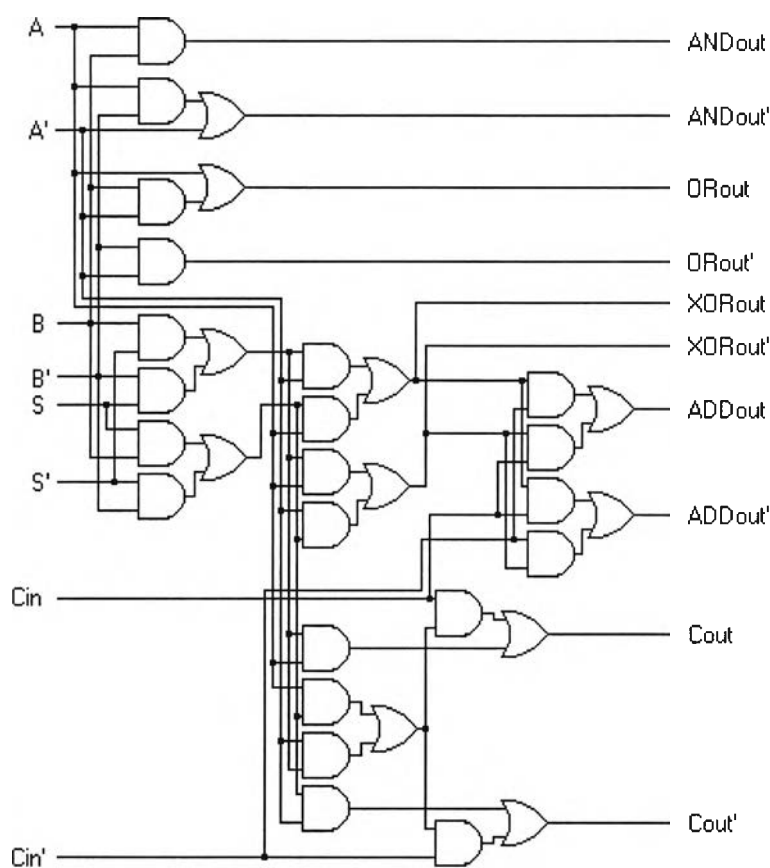 A
ANDout
ANDout'
A'
ORout
ORout'
XORout
B
XORout'
B'
S
ADDout
S'
ADDout'
Cin
Cout
Cout'
Cin'